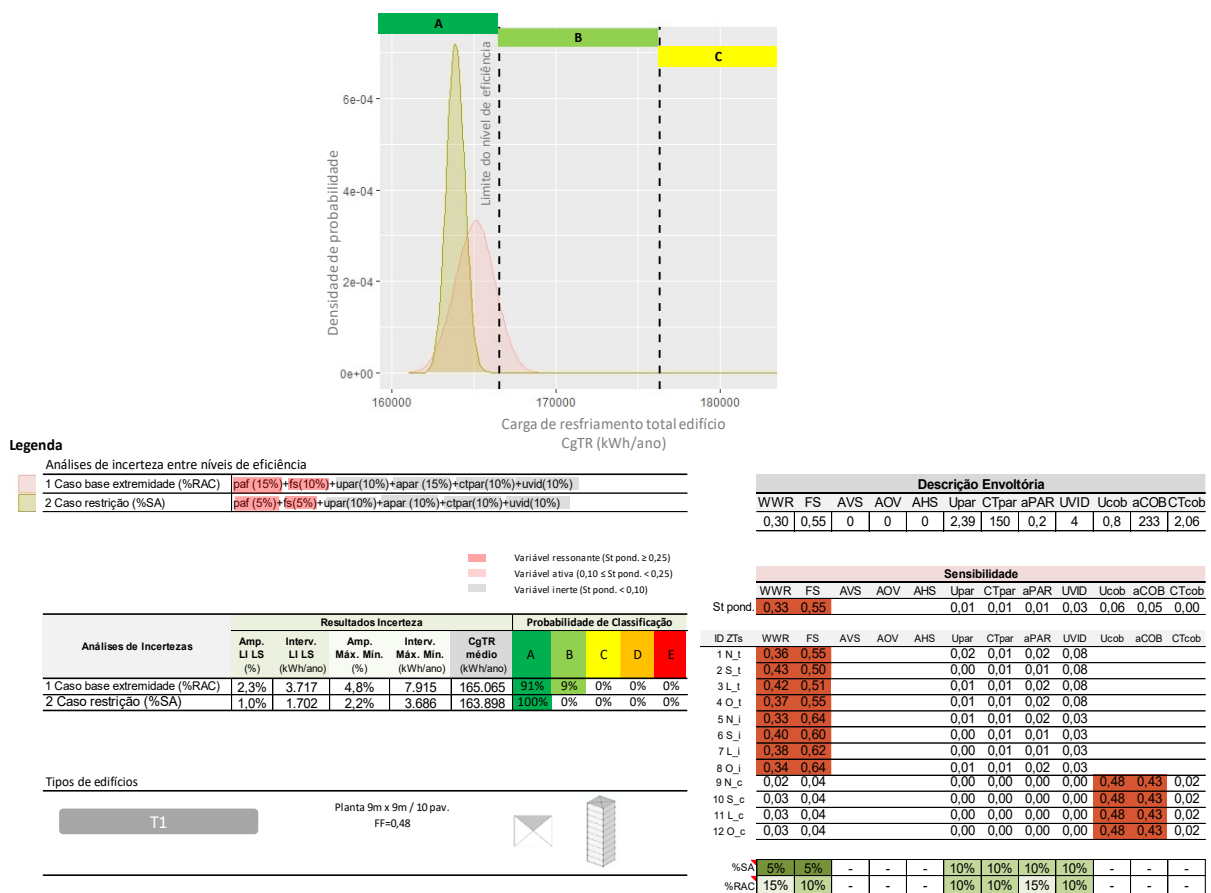 A
B
C
Limite do nível de eficiência
Densidade de probabilidade
6e-04
4e-04
2e-04
0e+00
160000 170000 180000
Carga de resfriamento total edifício
CgTR (kWh/ano)
Legenda
Análises de incerteza entre níveis de eficiência
1 Caso base extremidade (%RAC) paf (15%)+fs(10%)+upar(10%)+apar (15%)+ctpar(10%)+uvid(10%)
2 Caso restrição (%SA) paf (5%)+fs(5%)+upar(10%)+apar (10%)+ctpar(10%)+uvid(10%)
Variável ressonante (St pond. ≥ 0,25)
Variável ativa (0,10 ≤ St pond. < 0,25)
Variável inerte (St pond. < 0,10)
Análises de Incertezas Resultados Incerteza Probabilidade de Classificação
Amp. LI LS (%) Interv. LI LS (kWh/ano) Amp. Máx. Mín. (%) Interv. Máx. Mín. (kWh/ano) CgTR médio (kWh/ano) A B C D E
1 Caso base extremidade (%RAC) 2,3% 3.717 4,8% 7.915 165.065 91% 9% 0% 0% 0%
2 Caso restrição (%SA) 1,0% 1.702 2,2% 3.686 163.898 100% 0% 0% 0% 0%
Tipos de edifícios
T1
Planta 9m x 9m / 10 pav.
FF=0,48
Descrição Envoltória
WWR FS AVS AOV AHS Upar CTpar aPAR UVID Ucob aCOB CTcob
0,30 0,55 0 0 0 2,39 150 0,2 4 0,8 233 2,06
Sensibilidade
WWR FS AVS AOV AHS Upar CTpar aPAR UVID Ucob aCOB CTcob
St pond. 0,33 0,55 0,01 0,01 0,01 0,03 0,06 0,05 0,00
ID ZTs WWR FS AVS AOV AHS Upar CTpar aPAR UVID Ucob aCOB CTcob
1 N_t 0,36 0,55 0,02 0,01 0,02 0,08
2 S_t 0,43 0,50 0,00 0,01 0,01 0,08
3 L_t 0,42 0,51 0,01 0,01 0,02 0,08
4 O_t 0,37 0,55 0,01 0,01 0,02 0,08
5 N_i 0,33 0,64 0,01 0,01 0,02 0,03
6 S_i 0,40 0,60 0,00 0,01 0,01 0,03
7 L_i 0,38 0,62 0,00 0,01 0,01 0,03
8 O_i 0,34 0,64 0,01 0,01 0,02 0,03
9 N_c 0,02 0,04 0,00 0,00 0,00 0,00 0,48 0,43 0,02
10 S_c 0,03 0,04 0,00 0,00 0,00 0,00 0,48 0,43 0,02
11 L_c 0,03 0,04 0,00 0,00 0,00 0,00 0,48 0,43 0,02
12 O_c 0,03 0,04 0,00 0,00 0,00 0,00 0,48 0,43 0,02
%SA 5% 5% - - - 10% 10% 10% 10% - - -
%RAC 15% 10% - - - 10% 10% 15% 10% - - -